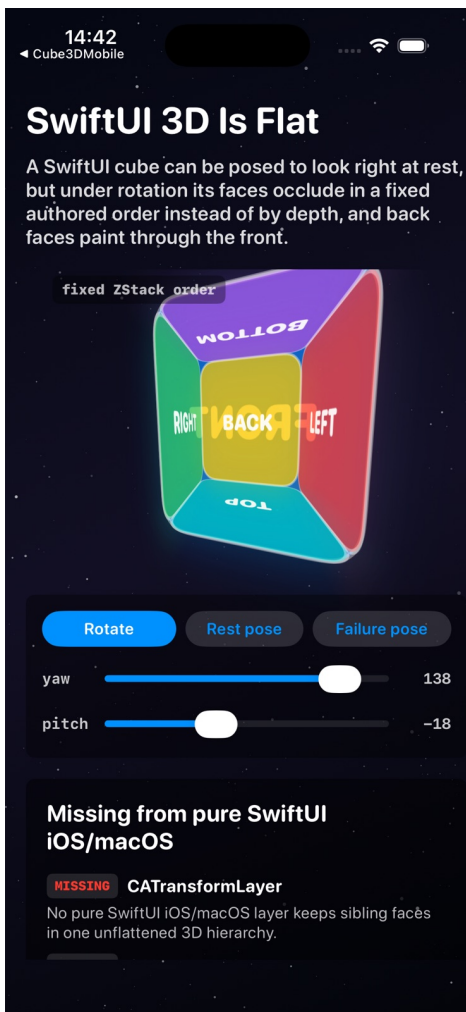 14:42
◀ Cube3DMobile
SwiftUI 3D Is Flat
A SwiftUI cube can be posed to look right at rest,
but under rotation its faces occlude in a fixed
authored order instead of by depth, and back
faces paint through the front.
fixed ZStack order
BOTTOM
RIGHT
BACK
FRONT
LEFT
TOP
Rotate
Rest pose
Failure pose
yaw
138
pitch
−18
Missing from pure SwiftUI
iOS/macOS
MISSING CATransformLayer
No pure SwiftUI iOS/macOS layer keeps sibling faces
in one unflattened 3D hierarchy.